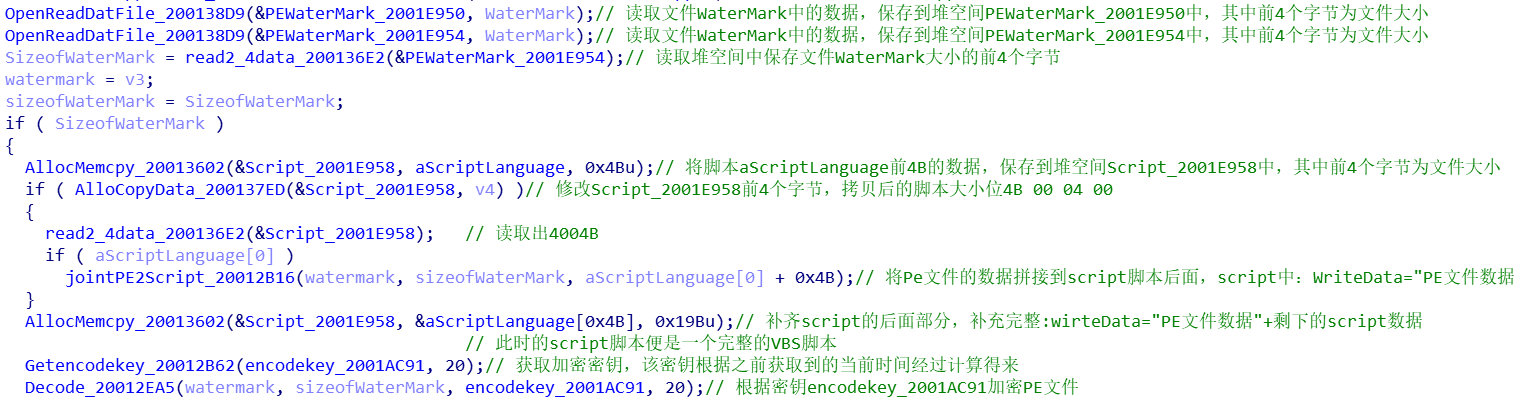 OpenReadDatFile_200138D9(&PEWaterMark_2001E950, WaterMark);// 读取文件WaterMark中的数据，保存到堆空间PEWaterMark_2001E950中，其中前4个字节为文件大小
OpenReadDatFile_200138D9(&PEWaterMark_2001E954, WaterMark);// 读取文件WaterMark中的数据，保存到堆空间PEWaterMark_2001E954中，其中前4个字节为文件大小
SizeofWaterMark = read2_4data_200136E2(&PEWaterMark_2001E954);// 读取堆空间中保存文件WaterMark大小的前4个字节
watermark = v3;
sizeofWaterMark = SizeofWaterMark;
if ( SizeofWaterMark )
{
  AllocMemcpy_20013602(&Script_2001E958, aScriptLanguage, 0x4Bu);// 将脚本aScriptLanguage前4B的数据，保存到堆空间Script_2001E958中，其中前4个字节为文件大小
  if ( AlloCopyData_200137ED(&Script_2001E958, v4) )// 修改Script_2001E958前4个字节，拷贝后的脚本大小位4B 00 04 00
  {
    read2_4data_200136E2(&Script_2001E958);   // 读取出4004B
    if ( aScriptLanguage[0] )
      jointPE2Script_20012B16(watermark, sizeofWaterMark, aScriptLanguage[0] + 0x4B);// 将Pe文件的数据拼接到script脚本后面，script中：WriteData="PE文件数据
  }
  AllocMemcpy_20013602(&Script_2001E958, &aScriptLanguage[0x4B], 0x19Bu);// 补齐script的后面部分，补充完整:wirteData="PE文件数据"+剩下的script数据
                                              // 此时的script脚本便是一个完整的VBS脚本
  Getencodekey_20012B62(encodekey_2001AC91, 20);// 获取加密密钥，该密钥根据之前获取到的当前时间经过计算得来
  Decode_20012EA5(watermark, sizeofWaterMark, encodekey_2001AC91, 20);// 根据密钥encodekey_2001AC91加密PE文件